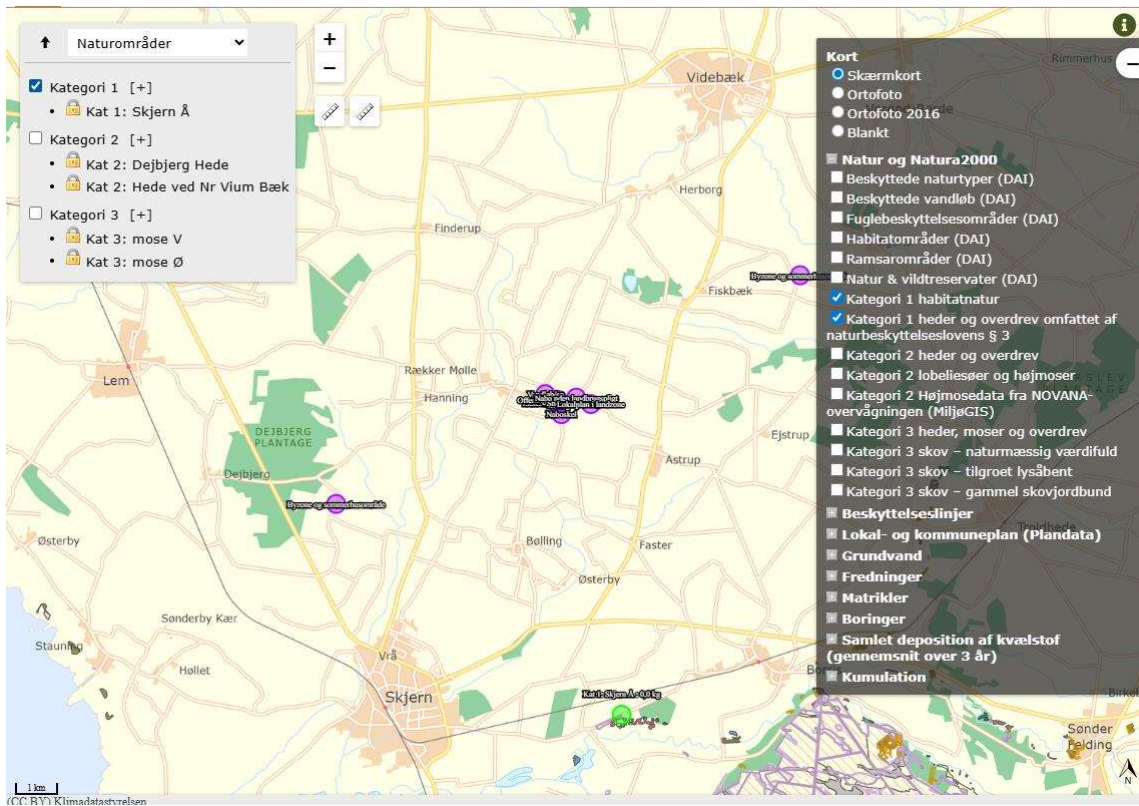 Naturområder
Kategori 1 [+]
Kat 1: Skjern Å
Kategori 2 [+]
Kat 2: Dejbjerg Hede
Kat 2: Hede ved Nr Vium Bæk
Kategori 3 [+]
Kat 3: mose V
Kat 3: mose Ø
+
−
Kort
Skærmkort
Ortofoto
Ortofoto 2016
Blankt
Natur og Natura2000
Beskyttede naturtyper (DAI)
Beskyttede vandløb (DAI)
Fuglebeskyttelsesområder (DAI)
Habitatområder (DAI)
Ramsarområder (DAI)
Natur & vildtreservater (DAI)
Kategori 1 habitatnatur
Kategori 1 heder og overdrev omfattet af
naturbeskyttelseslovens § 3
Kategori 2 heder og overdrev
Kategori 2 lobeliesøer og højmoser
Kategori 2 Højmosedata fra NOVANA-
overvågningen (MiljøGIS)
Kategori 3 heder, moser og overdrev
Kategori 3 skov – naturmæssig værdifuld
Kategori 3 skov – tilgroet lysåbent
Kategori 3 skov – gammel skovjordbund
Beskyttelseslinjer
Lokal- og kommuneplan (Plandata)
Grundvand
Fredninger
Matrikler
Boringer
Samlet deposition af kvælstof
(gennemsnit over 3 år)
Kumulation
Rimmerhus
Videbæk
Herborg
Finderup
Fiskbæk
Byzone og
Lem
Rækker Mølle
Hanning
Lokalplan i landzone
Naboskel
DEJBJERG
PLANTAGE
Ejstrup
Astrup
Dejbjerg
Byzone og sommerhusområde
Troldhede
Østerby
Bølling
Faster
Østerby
Sønderby Kær
Stauning
Vrå
Høllet
Skjern
Kat 1: Skjern Å - 0,0 kg
Sønder
Felding
1 km
N
(CC BY) Klimadatastyrelsen